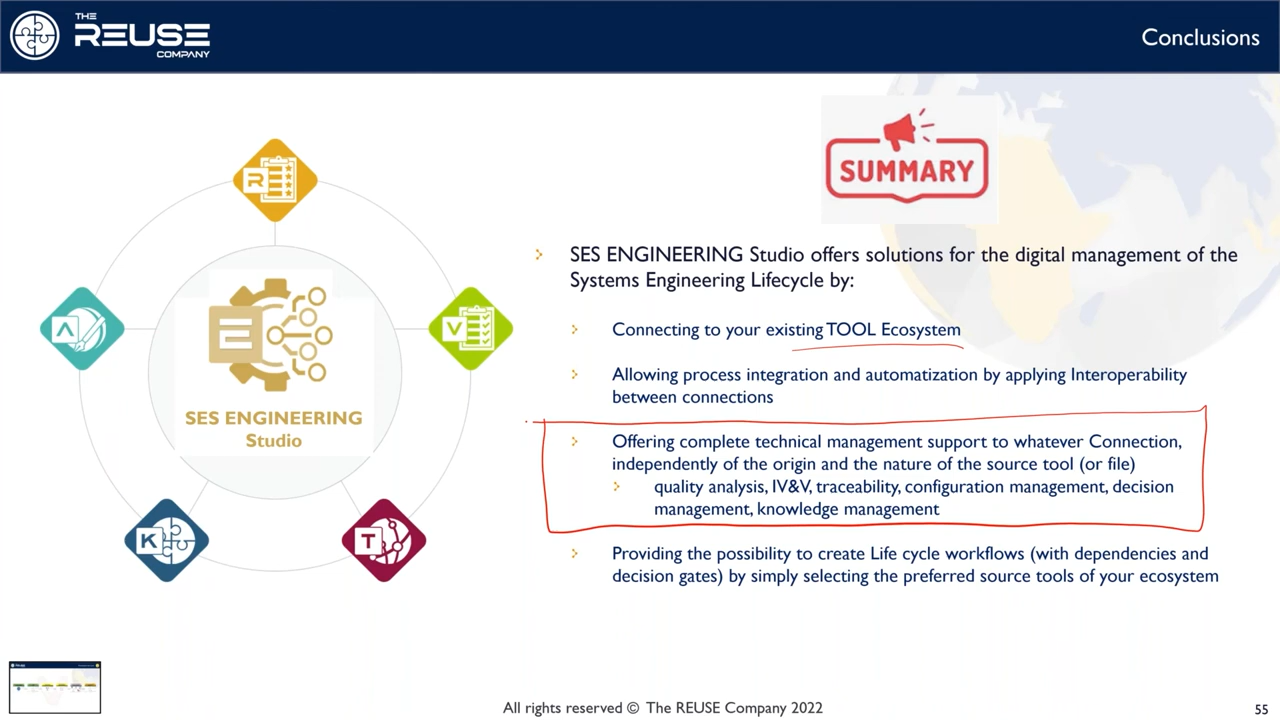 THE
REUSE
COMPANY
Conclusions
SUMMARY
R
SES ENGINEERING Studio offers solutions for the digital management of the
Systems Engineering Lifecycle by:
Λ
V
E
SES ENGINEERING
Studio
Connecting to your existing TOOL Ecosystem
Allowing process integration and automatization by applying Interoperability
between connections
Offering complete technical management support to whatever Connection,
independently of the origin and the nature of the source tool (or file)
quality analysis, IV&V, traceability, configuration management, decision
management, knowledge management
K
T
Providing the possibility to create Life cycle workflows (with dependencies and
decision gates) by simply selecting the preferred source tools of your ecosystem
All rights reserved © The REUSE Company 2022
55